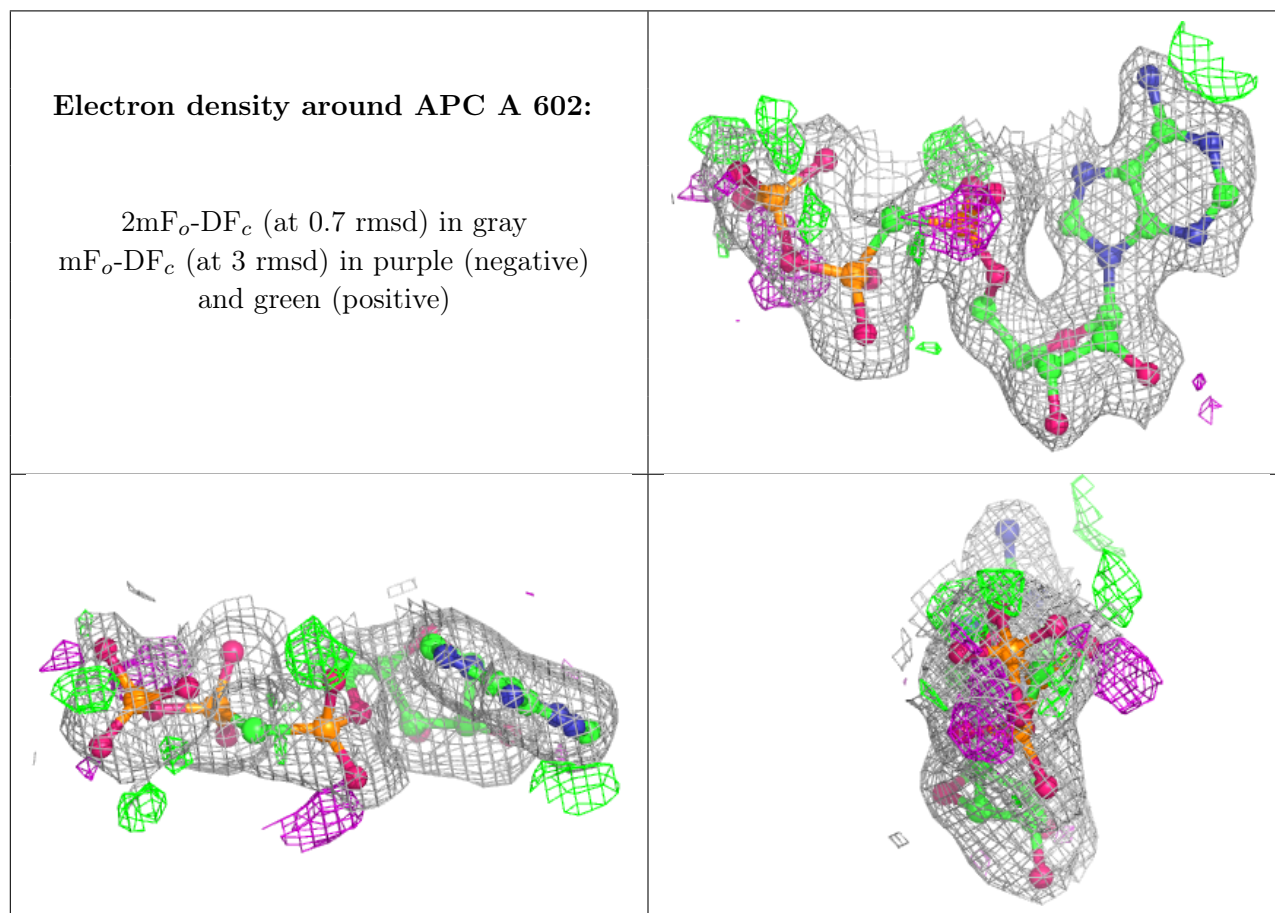 Electron density around APC A 602:
2mFo-DFc (at 0.7 rmsd) in gray
mFo-DFc (at 3 rmsd) in purple (negative)
and green (positive)